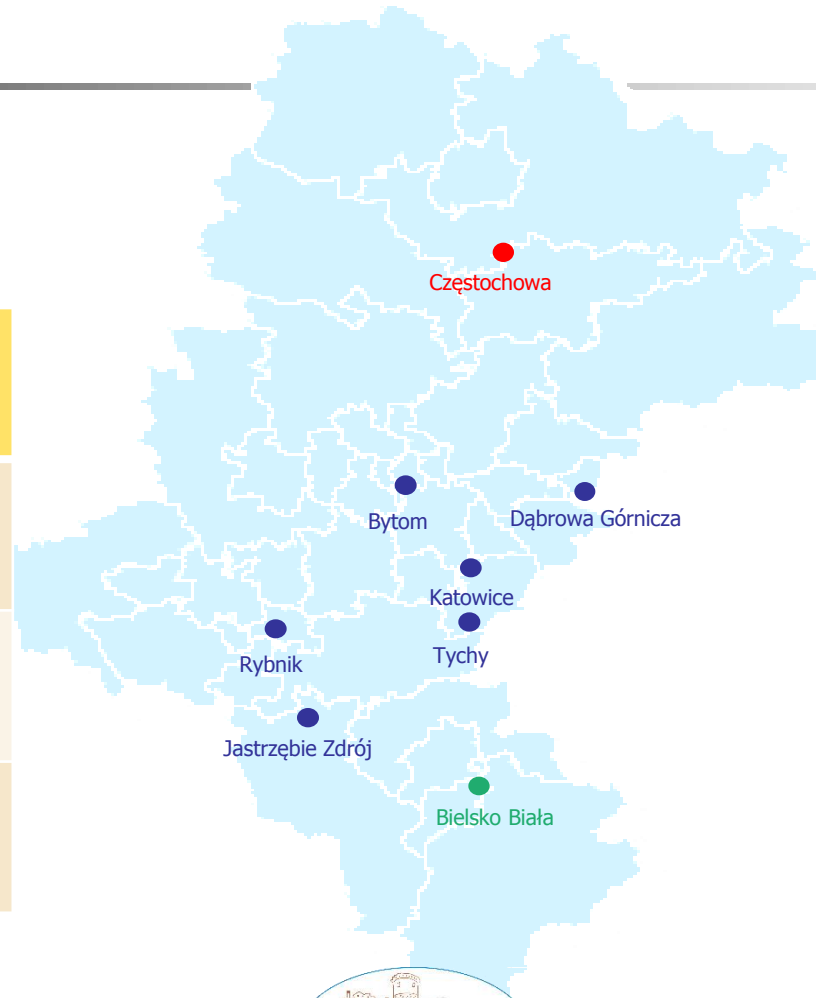 Częstochowa
Bytom
Dąbrowa Górnicza
Katowice
Rybnik
Tychy
Jastrzębie Zdrój
Bielsko Biała